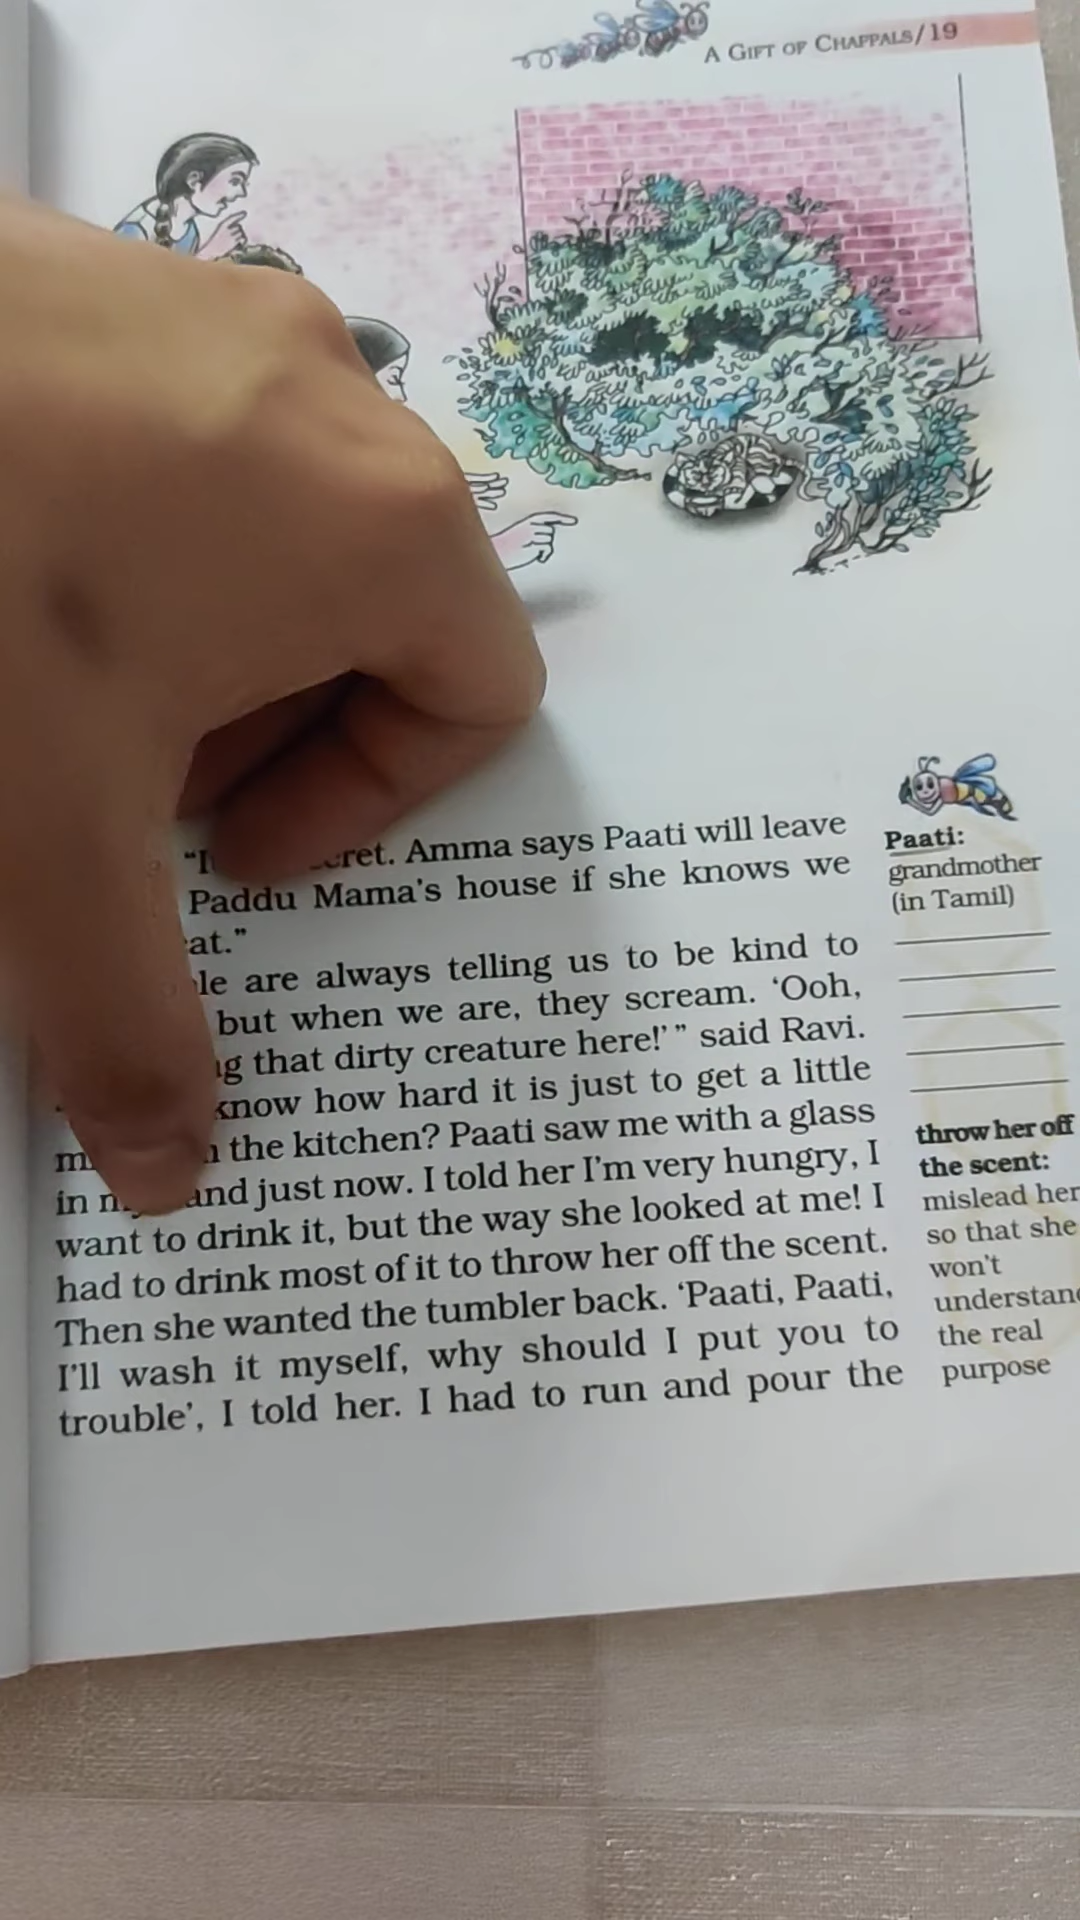 A GIFT OF CHAPPALS/19
Amma says Paati will leave
Paddu Mama's house if she knows we
are always telling us to be kind to
but when we are, they scream. ‘Ooh,
that dirty creature here!’ ” said Ravi.
know how hard it is just to get a little
the kitchen? Paati saw me with a glass
in just now. I told her I'm very hungry, I
want to drink it, but the way she looked at me! I
had to drink most of it to throw her off the scent.
Then she wanted the tumbler back. ‘Paati, Paati,
I'll wash it myself, why should I put you to
trouble’, I told her. I had to run and pour the
Paati:
grandmother
(in Tamil)
throw her off
the scent:
mislead her
so that she
won't
the real
purpose